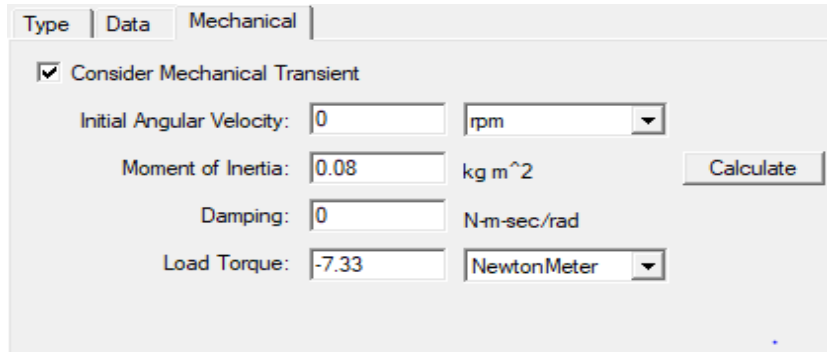 Type Data Mechanical
Consider Mechanical Transient
Initial Angular Velocity: 0 rpm
Moment of Inertia: 0.08 kg m^2 Calculate
Damping: 0 N-m-sec/rad
Load Torque: -7.33 NewtonMeter